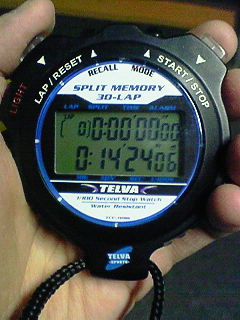 RECALL MODE
LAP / RESET
START / STOP
LIGHT
SPLIT MEMORY
30-LAP
LAP SPLIT TIME ALARM
0:00'00"00
0:14'24"06
TELVA
1/100 Second Stop Watch
Water Resistant
TELVA
SPORTS